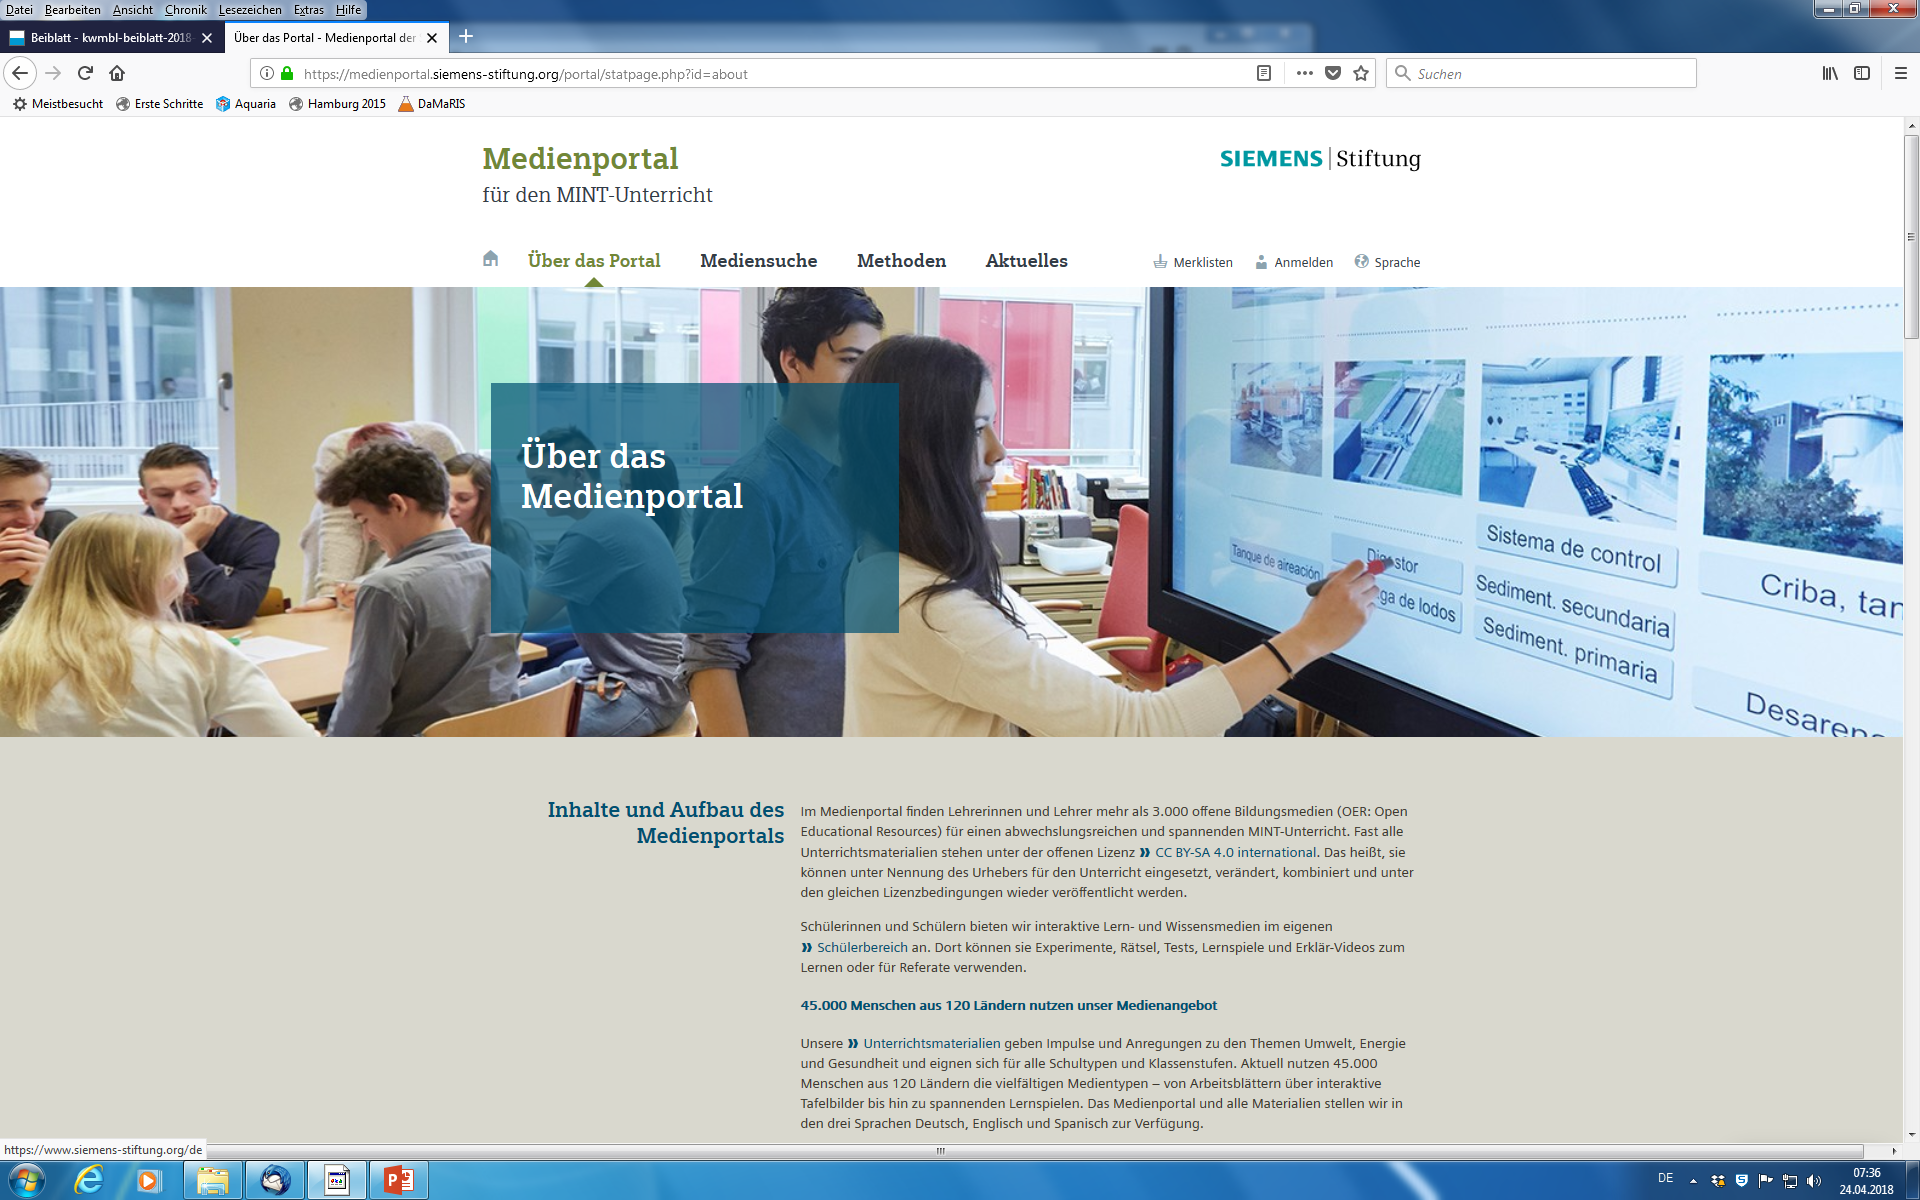 Datei Bearbeiten Ansicht Chronik Lesezeichen Extras Hilfe
Beiblatt - kwmbl-beiblatt-2018-
Über das Portal - Medienportal der
https://medienportal.siemens-stiftung.org/portal/statpage.php?id=about
Suchen
Meistbesucht Erste Schritte Aquaria Hamburg 2015 DaMaRIS
Medienportal
für den MINT-Unterricht
SIEMENS | Stiftung
Über das Portal Mediensuche Methoden Aktuelles Merklisten Anmelden Sprache
Über das
Medienportal
Tanque de aireación
Sistema de control
Sediment. secundaria
Sediment. primaria
de lodos
Criba,
Inhalte und Aufbau des
Medienportals
Im Medienportal finden Lehrerinnen und Lehrer mehr als 3.000 offene Bildungsmedien (OER: Open
Educational Resources) für einen abwechslungsreichen und spannenden MINT-Unterricht. Fast alle
Unterrichtsmaterialien stehen unter der offenen Lizenz » CC BY-SA 4.0 international. Das heißt, sie
können unter Nennung des Urhebers für den Unterricht eingesetzt, verändert, kombiniert und unter
den gleichen Lizenzbedingungen wieder veröffentlicht werden.
Schülerinnen und Schülern bieten wir interaktive Lern- und Wissensmedien im eigenen
» Schülerbereich an. Dort können sie Experimente, Rätsel, Tests, Lernspiele und Erklär-Videos zum
Lernen oder für Referate verwenden.
45.000 Menschen aus 120 Ländern nutzen unser Medienangebot
Unsere » Unterrichtsmaterialien geben Impulse und Anregungen zu den Themen Umwelt, Energie
und Gesundheit und eignen sich für alle Schultypen und Klassenstufen. Aktuell nutzen 45.000
Menschen aus 120 Ländern die vielfältigen Medientypen – von Arbeitsblättern über interaktive
Tafelbilder bis hin zu spannenden Lernspielen. Das Medienportal und alle Materialien stellen wir in
den drei Sprachen Deutsch, Englisch und Spanisch zur Verfügung.
https://www.siemens-stiftung.org/de
DE
07:36
24.04.2018